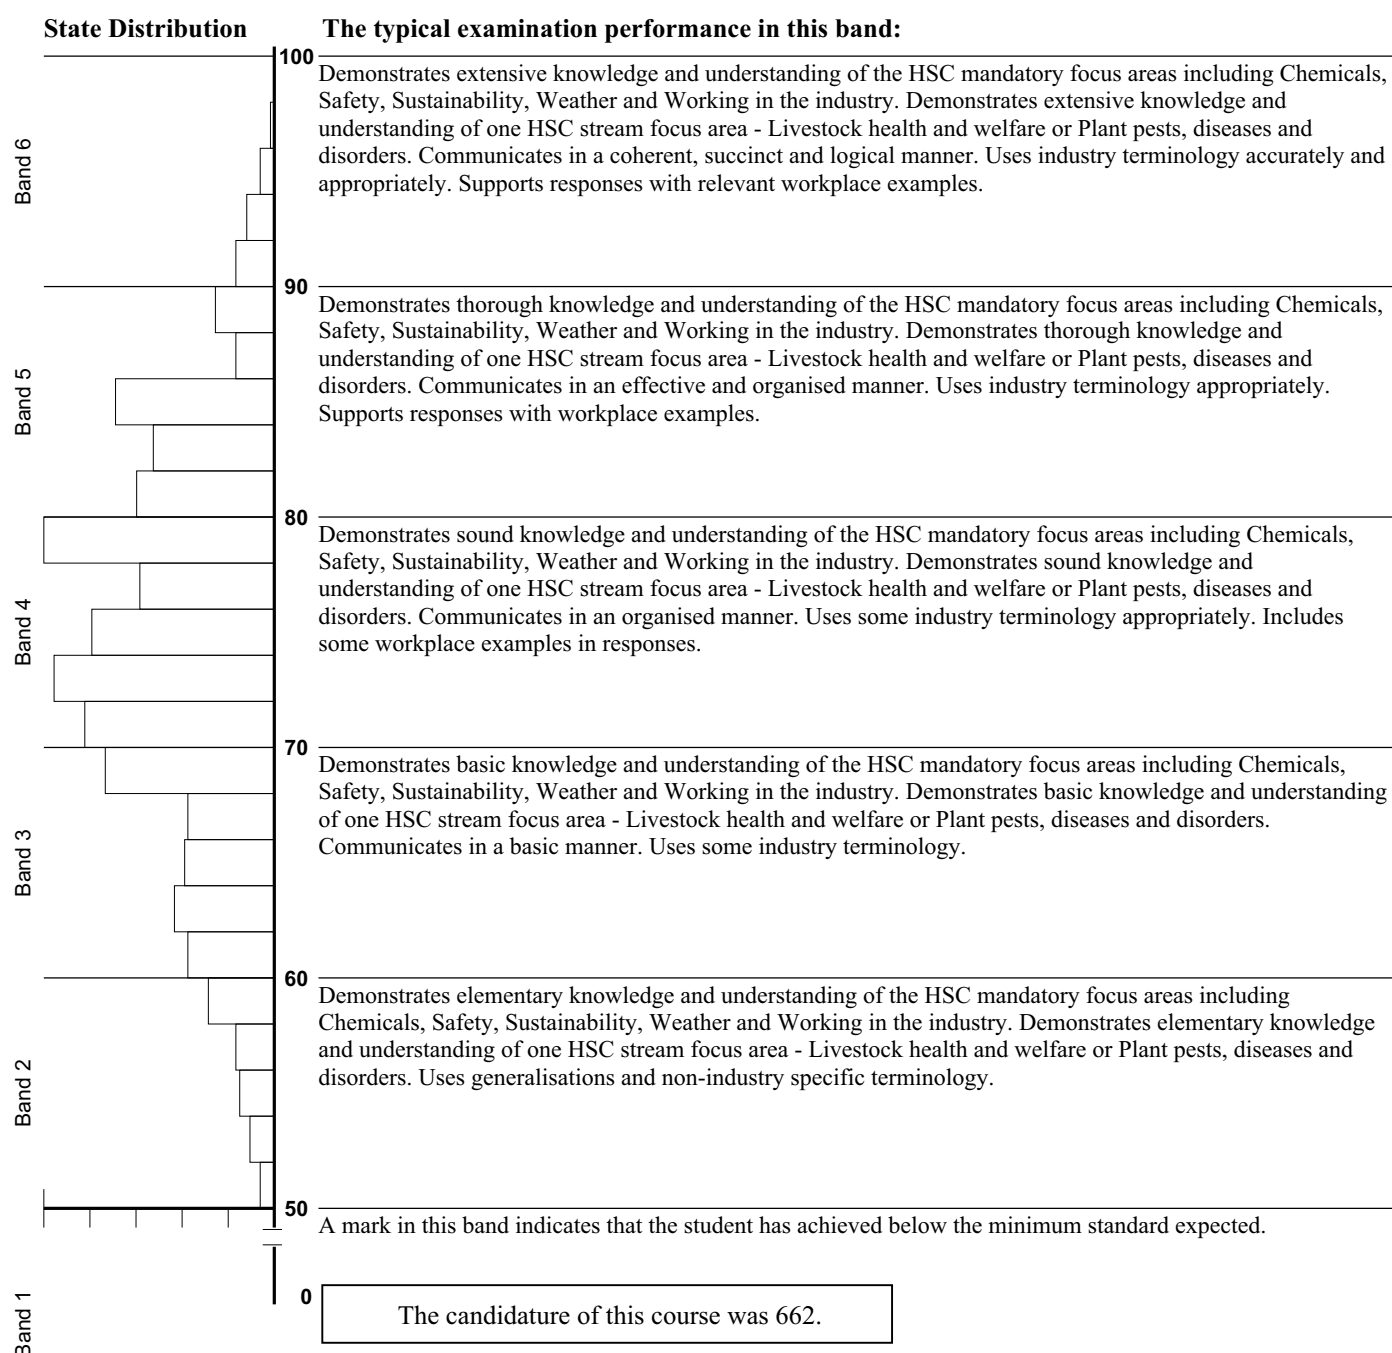 State Distribution
The typical examination performance in this band:
100
Demonstrates extensive knowledge and understanding of the HSC mandatory focus areas including Chemicals,
Safety, Sustainability, Weather and Working in the industry. Demonstrates extensive knowledge and
understanding of one HSC stream focus area - Livestock health and welfare or Plant pests, diseases and
disorders. Communicates in a coherent, succinct and logical manner. Uses industry terminology accurately and
appropriately. Supports responses with relevant workplace examples.
Band 6
90
Demonstrates thorough knowledge and understanding of the HSC mandatory focus areas including Chemicals,
Safety, Sustainability, Weather and Working in the industry. Demonstrates thorough knowledge and
understanding of one HSC stream focus area - Livestock health and welfare or Plant pests, diseases and
disorders. Communicates in an effective and organised manner. Uses industry terminology appropriately.
Supports responses with workplace examples.
Band 5
80
Demonstrates sound knowledge and understanding of the HSC mandatory focus areas including Chemicals,
Safety, Sustainability, Weather and Working in the industry. Demonstrates sound knowledge and
understanding of one HSC stream focus area - Livestock health and welfare or Plant pests, diseases and
disorders. Communicates in an organised manner. Uses some industry terminology appropriately. Includes
some workplace examples in responses.
Band 4
70
Demonstrates basic knowledge and understanding of the HSC mandatory focus areas including Chemicals,
Safety, Sustainability, Weather and Working in the industry. Demonstrates basic knowledge and understanding
of one HSC stream focus area - Livestock health and welfare or Plant pests, diseases and disorders.
Communicates in a basic manner. Uses some industry terminology.
Band 3
60
Demonstrates elementary knowledge and understanding of the HSC mandatory focus areas including
Chemicals, Safety, Sustainability, Weather and Working in the industry. Demonstrates elementary knowledge
and understanding of one HSC stream focus area - Livestock health and welfare or Plant pests, diseases and
disorders. Uses generalisations and non-industry specific terminology.
Band 2
50
A mark in this band indicates that the student has achieved below the minimum standard expected.
0
Band 1
The candidature of this course was 662.